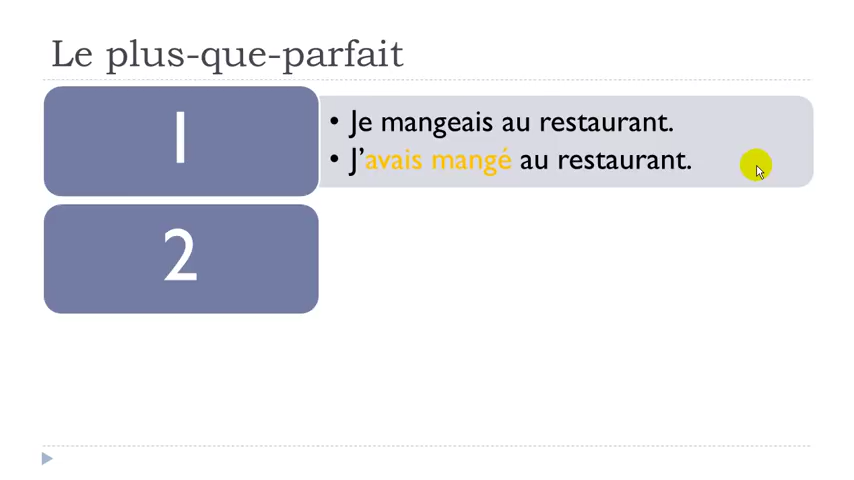 Le plus-que-parfait
1
• Je mangeais au restaurant.
• J’avais mangé au restaurant.
2